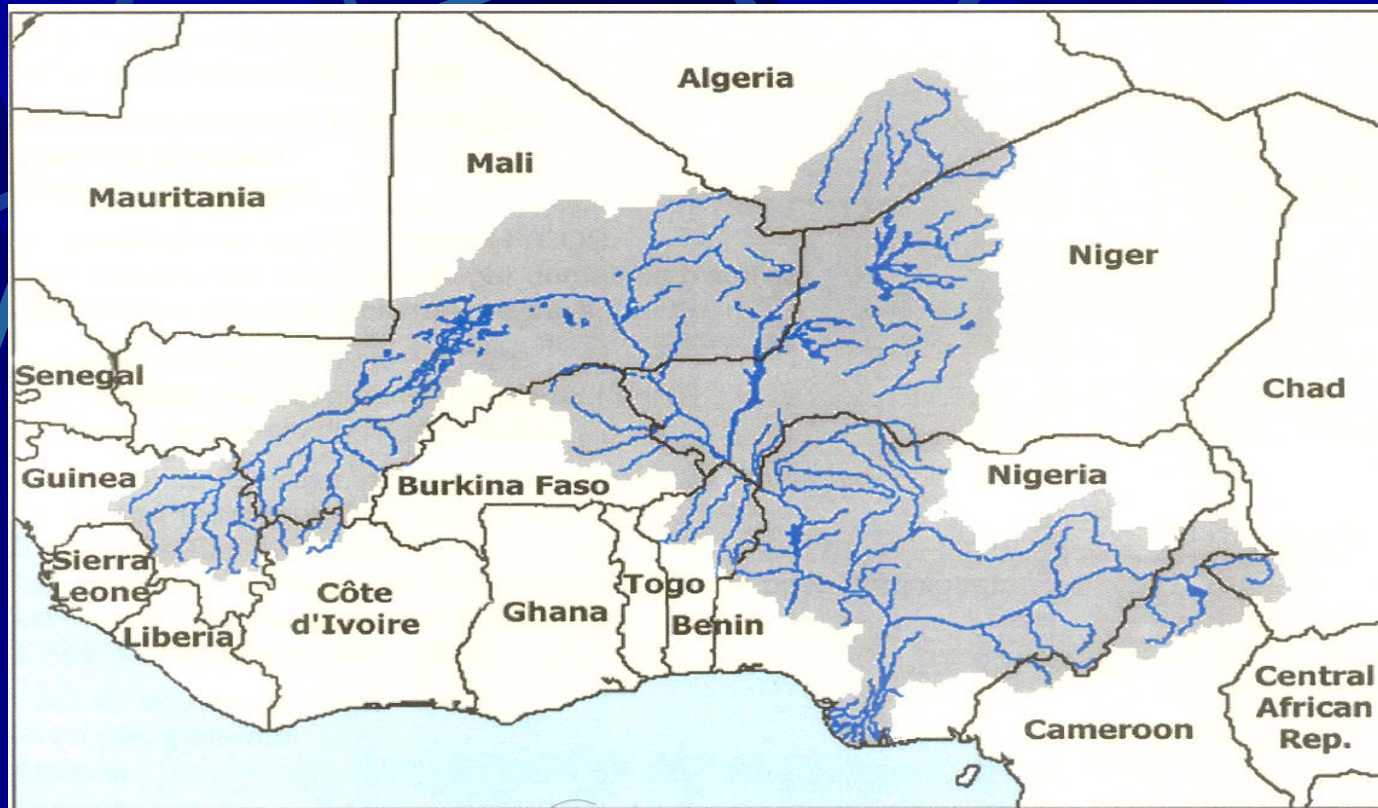 Algeria
Mali
Mauritania
Niger
Senegal
Chad
Guinea
Burkina Faso
Nigeria
Sierra
Leone
Côte
d'Ivoire
Ghana
Togo
Benin
Liberia
Cameroon
Central
African
Rep.